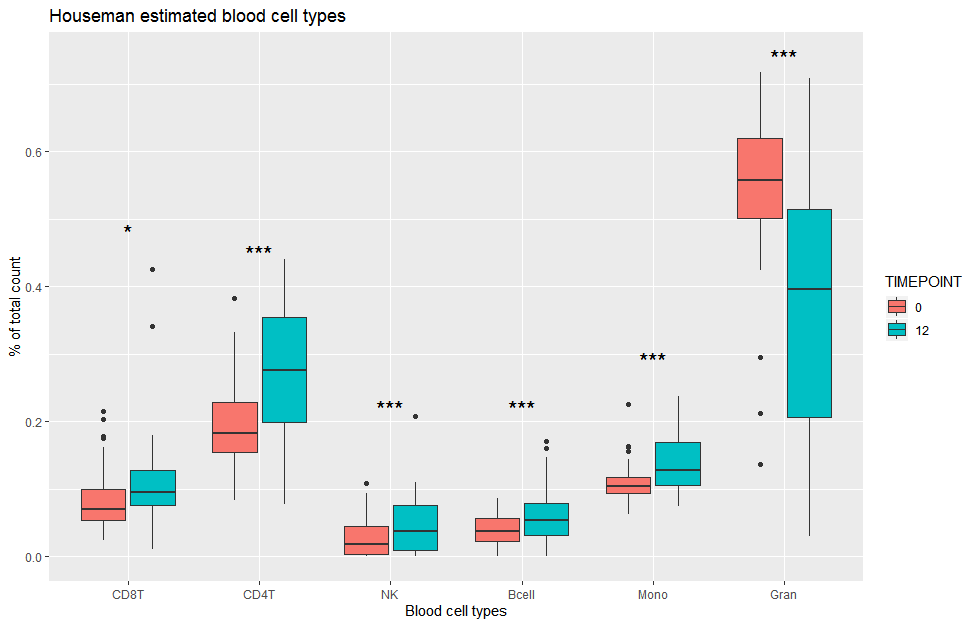 Houseman estimated blood cell types
% of total count
0.6
0.4
0.2
0.0
*
***
***
***
***
***
CD8T
CD4T
NK
Bcell
Mono
Gran
Blood cell types
TIMEPOINT
0
12